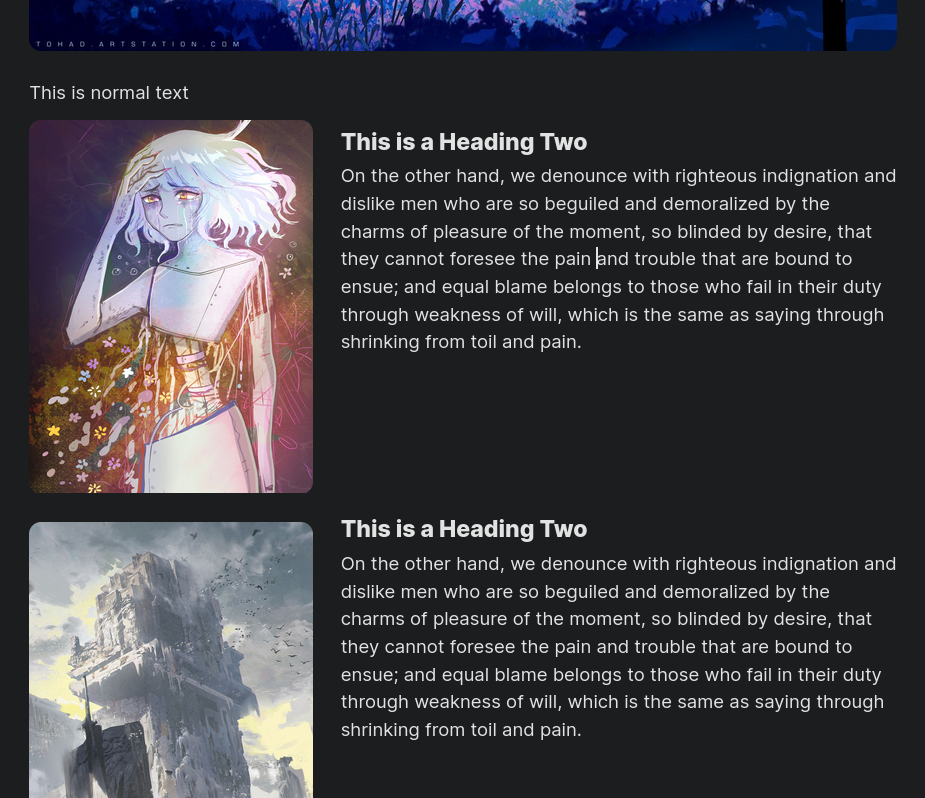 TOHAD.ARTSTATION.COM
This is normal text
This is a Heading Two
On the other hand, we denounce with righteous indignation and
dislike men who are so beguiled and demoralized by the
charms of pleasure of the moment, so blinded by desire, that
they cannot foresee the pain and trouble that are bound to
ensue; and equal blame belongs to those who fail in their duty
through weakness of will, which is the same as saying through
shrinking from toil and pain.
This is a Heading Two
On the other hand, we denounce with righteous indignation and
dislike men who are so beguiled and demoralized by the
charms of pleasure of the moment, so blinded by desire, that
they cannot foresee the pain and trouble that are bound to
ensue; and equal blame belongs to those who fail in their duty
through weakness of will, which is the same as saying through
shrinking from toil and pain.